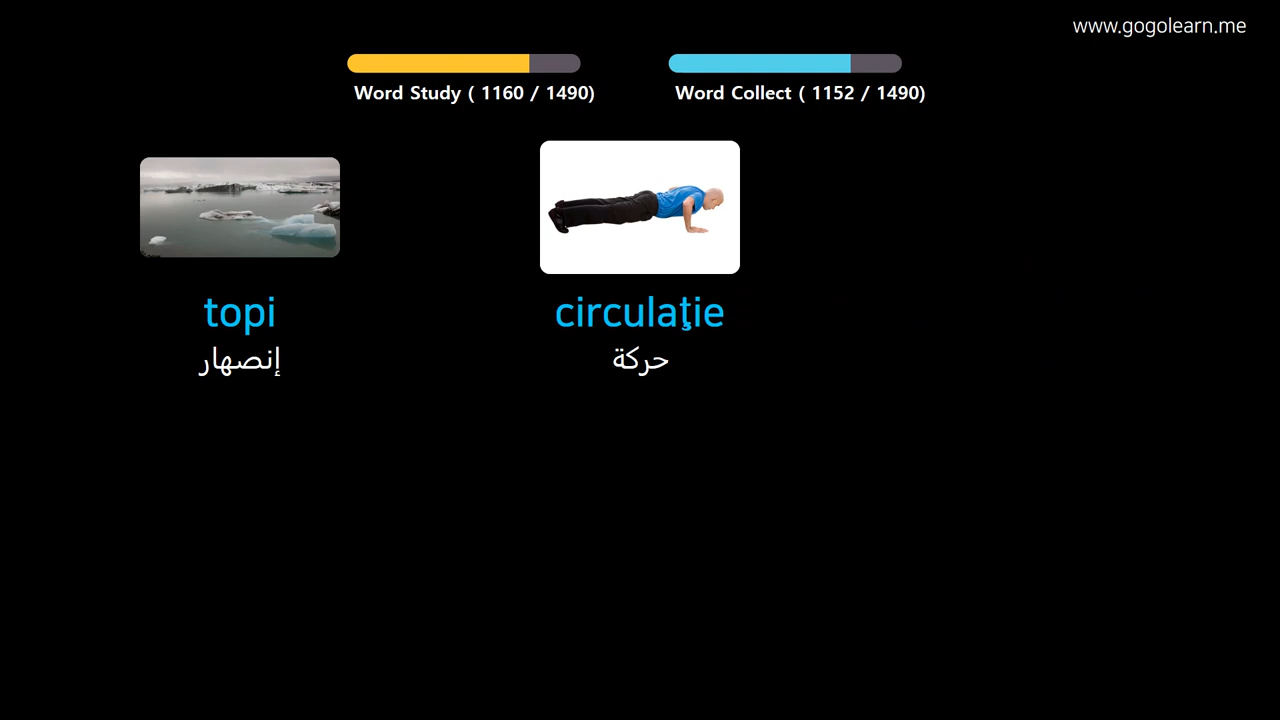 www.gogolearn.me
Word Study ( 1160 / 1490)
Word Collect ( 1152 / 1490)
topi
إنصهار
circulaţie
حركة